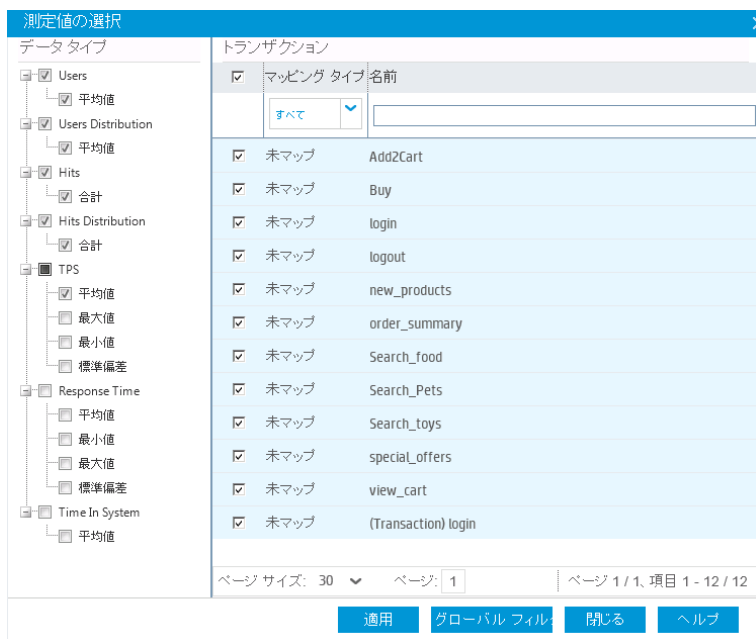 測定値の選択
データ タイプ
Users
平均値
Users Distribution
平均値
Hits
合計
Hits Distribution
合計
TPS
平均値
最大値
最小値
標準偏差
Response Time
平均値
最小値
最大値
標準偏差
Time In System
平均値
トランザクション
マッピング タイプ 名前
すべて
未マップ Add2Cart
未マップ Buy
未マップ login
未マップ logout
未マップ new_products
未マップ order_summary
未マップ Search_food
未マップ Search_Pets
未マップ Search_toys
未マップ special_offers
未マップ view_cart
未マップ (Transaction) login
ページ サイズ: 30 ページ: 1 ページ 1 / 1、項目 1 - 12 / 12
適用 グローバル フィル 閉じる ヘルプ